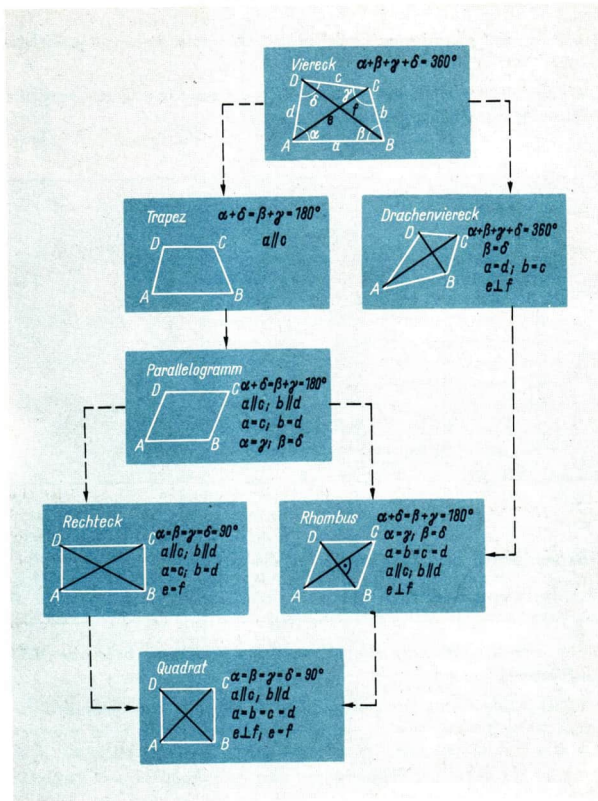 Viereck α+β+γ+δ=360°
D c C
δ γ
d e f b
α β
A a B
Trapez α+δ=β+γ=180°
D C a∥c
A B
Drachenviereck
D C α+β+γ+δ=360°
β=δ
a=d; b=c
A B e⊥f
Parallelogramm
D C α+δ=β+γ=180°
a∥c; b∥d
a=c; b=d
A B α=γ; β=δ
Rechteck
D C α=β=γ=δ=90°
a∥c; b∥d
a=c; b=d
A B e=f
Rhombus α+δ=β+γ=180°
D C α=γ; β=δ
a=b=c=d
a∥c; b∥d
A B e⊥f
Quadrat α=β=γ=δ=90°
D C a∥c; b∥d
a=b=c=d
A B e⊥f; e=f